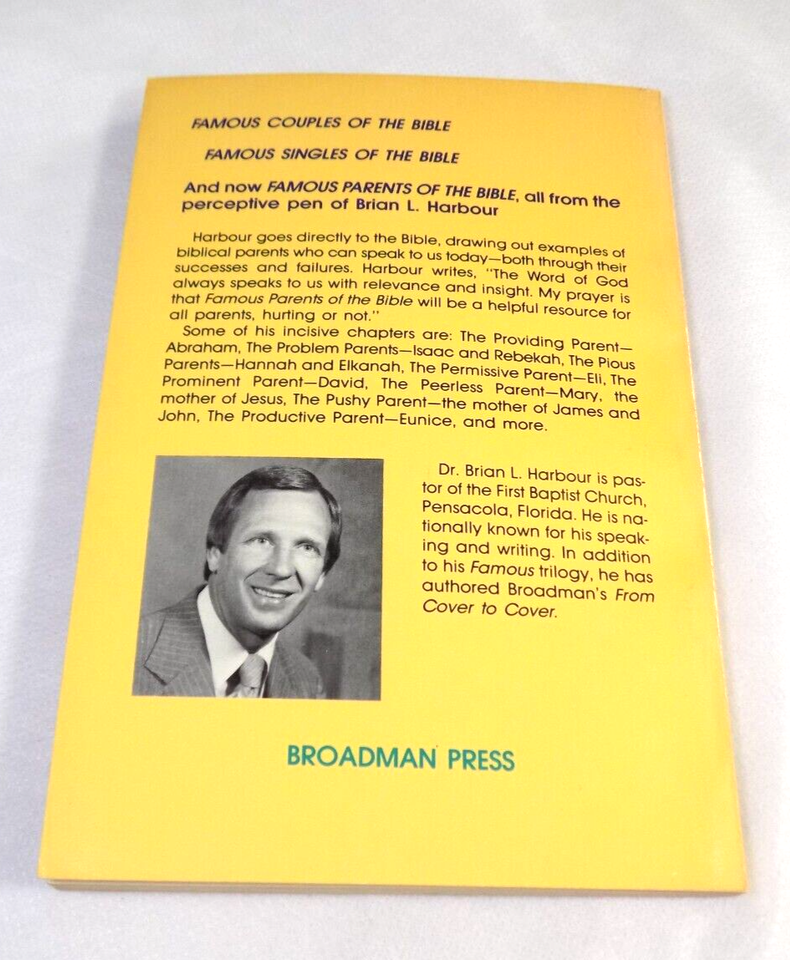 FAMOUS COUPLES OF THE BIBLE
FAMOUS SINGLES OF THE BIBLE
And now FAMOUS PARENTS OF THE BIBLE, all from the
perceptive pen of Brian L. Harbour
Harbour goes directly to the Bible, drawing out examples of
biblical parents who can speak to us today—both through their
successes and failures. Harbour writes, "The Word of God
always speaks to us with relevance and insight. My prayer is
that Famous Parents of the Bible will be a helpful resource for
all parents, hurting or not."
Some of his incisive chapters are: The Providing Parent—
Abraham, The Problem Parents—Isaac and Rebekah, The Pious
Parents—Hannah and Elkanah, The Permissive Parent—Eli, The
Prominent Parent—David, The Peerless Parent—Mary, the
mother of Jesus, The Pushy Parent—the mother of James and
John, The Productive Parent—Eunice, and more.
Dr. Brian L. Harbour is pas-
tor of the First Baptist Church,
Pensacola, Florida. He is na-
tionally known for his speak-
ing and writing. In addition
to his Famous trilogy, he has
authored Broadman's From
Cover to Cover.
BROADMAN PRESS